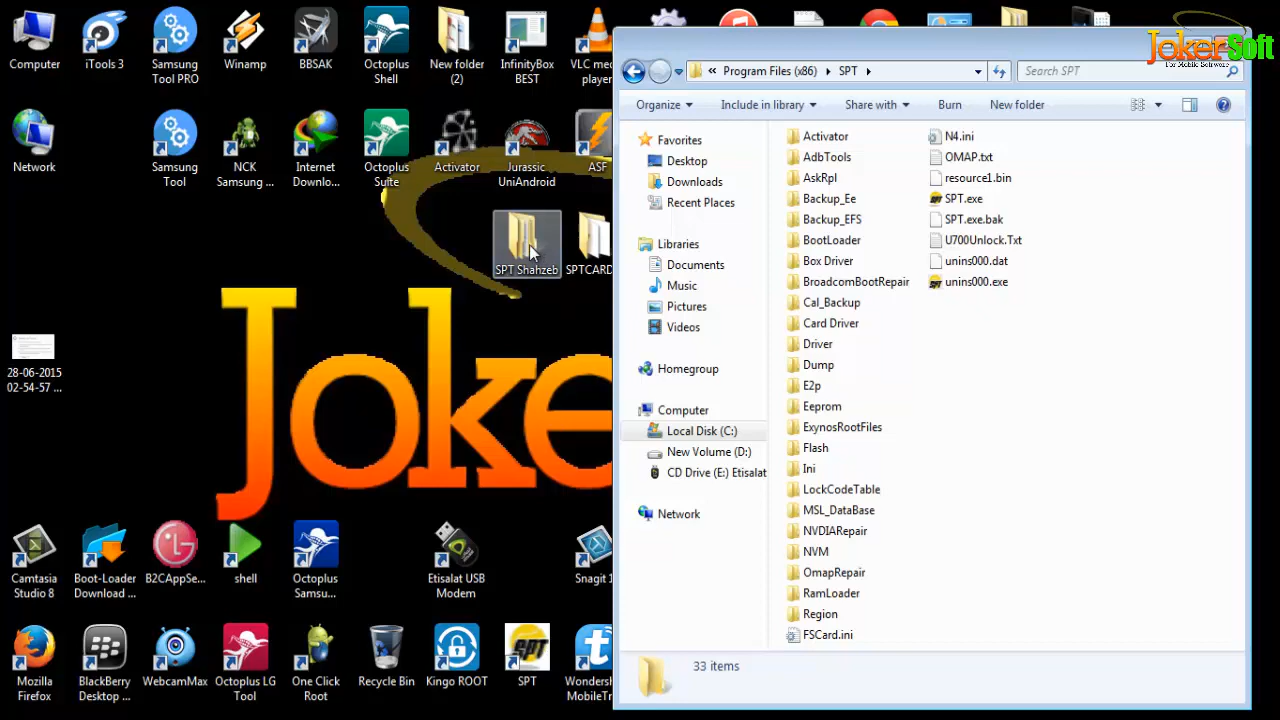 Computer
iTools 3
Samsung
Tool PRO
Winamp
BBSAK
Octoplus
Shell
New folder
(2)
InfinityBox
BEST
VLC med
player
Network
Samsung
Tool
NCK
Samsung ...
Internet
Downlo...
Octoplus
Suite
Activator
Jurassic
UniAndroid
ASF
SPT Shahzeb
SPTCARD
28-06-2015
02-54-57 ...
Joke
Camtasia
Studio 8
Boot-Loader
Download ...
B2CAppSe...
shell
Octoplus
Samsu...
Etisalat USB
Modem
Snagit 1
Mozilla
Firefox
BlackBerry
Desktop ...
WebcamMax
Octoplus LG
Tool
One Click
Root
Recycle Bin
Kingo ROOT
SPT
SPT
Wondersh
MobileTr
JokerSoft
For Mobile Software
« Program Files (x86) ▸ SPT ▸
Search SPT
Organize
Include in library
Share with
Burn
New folder
Favorites
Desktop
Downloads
Recent Places
Libraries
Documents
Music
Pictures
Videos
Homegroup
Computer
Local Disk (C:)
New Volume (D:)
CD Drive (E:) Etisalat
Network
Activator
AdbTools
AskRpl
Backup_Ee
Backup_EFS
BootLoader
Box Driver
BroadcomBootRepair
Cal_Backup
Card Driver
Driver
Dump
E2p
Eeprom
ExynosRootFiles
Flash
Ini
LockCodeTable
MSL_DataBase
NVDIARepair
NVM
OmapRepair
RamLoader
Region
FSCard.ini
N4.ini
OMAP.txt
resource1.bin
SPT.exe
SPT.exe.bak
U700Unlock.Txt
unins000.dat
unins000.exe
33 items